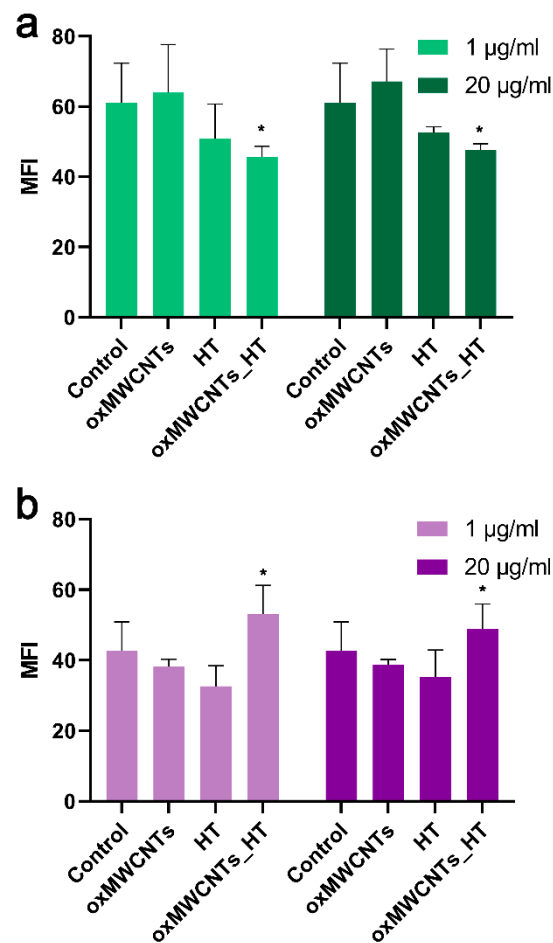 a
1 µg/ml
20 µg/ml
MFI
80
60
40
20
0
*
*
Control
oxMWCNTs
HT
oxMWCNTs_HT
Control
oxMWCNTs
HT
oxMWCNTs_HT
b
1 µg/ml
20 µg/ml
MFI
80
60
40
20
0
*
*
Control
oxMWCNTs
HT
oxMWCNTs_HT
Control
oxMWCNTs
HT
oxMWCNTs_HT